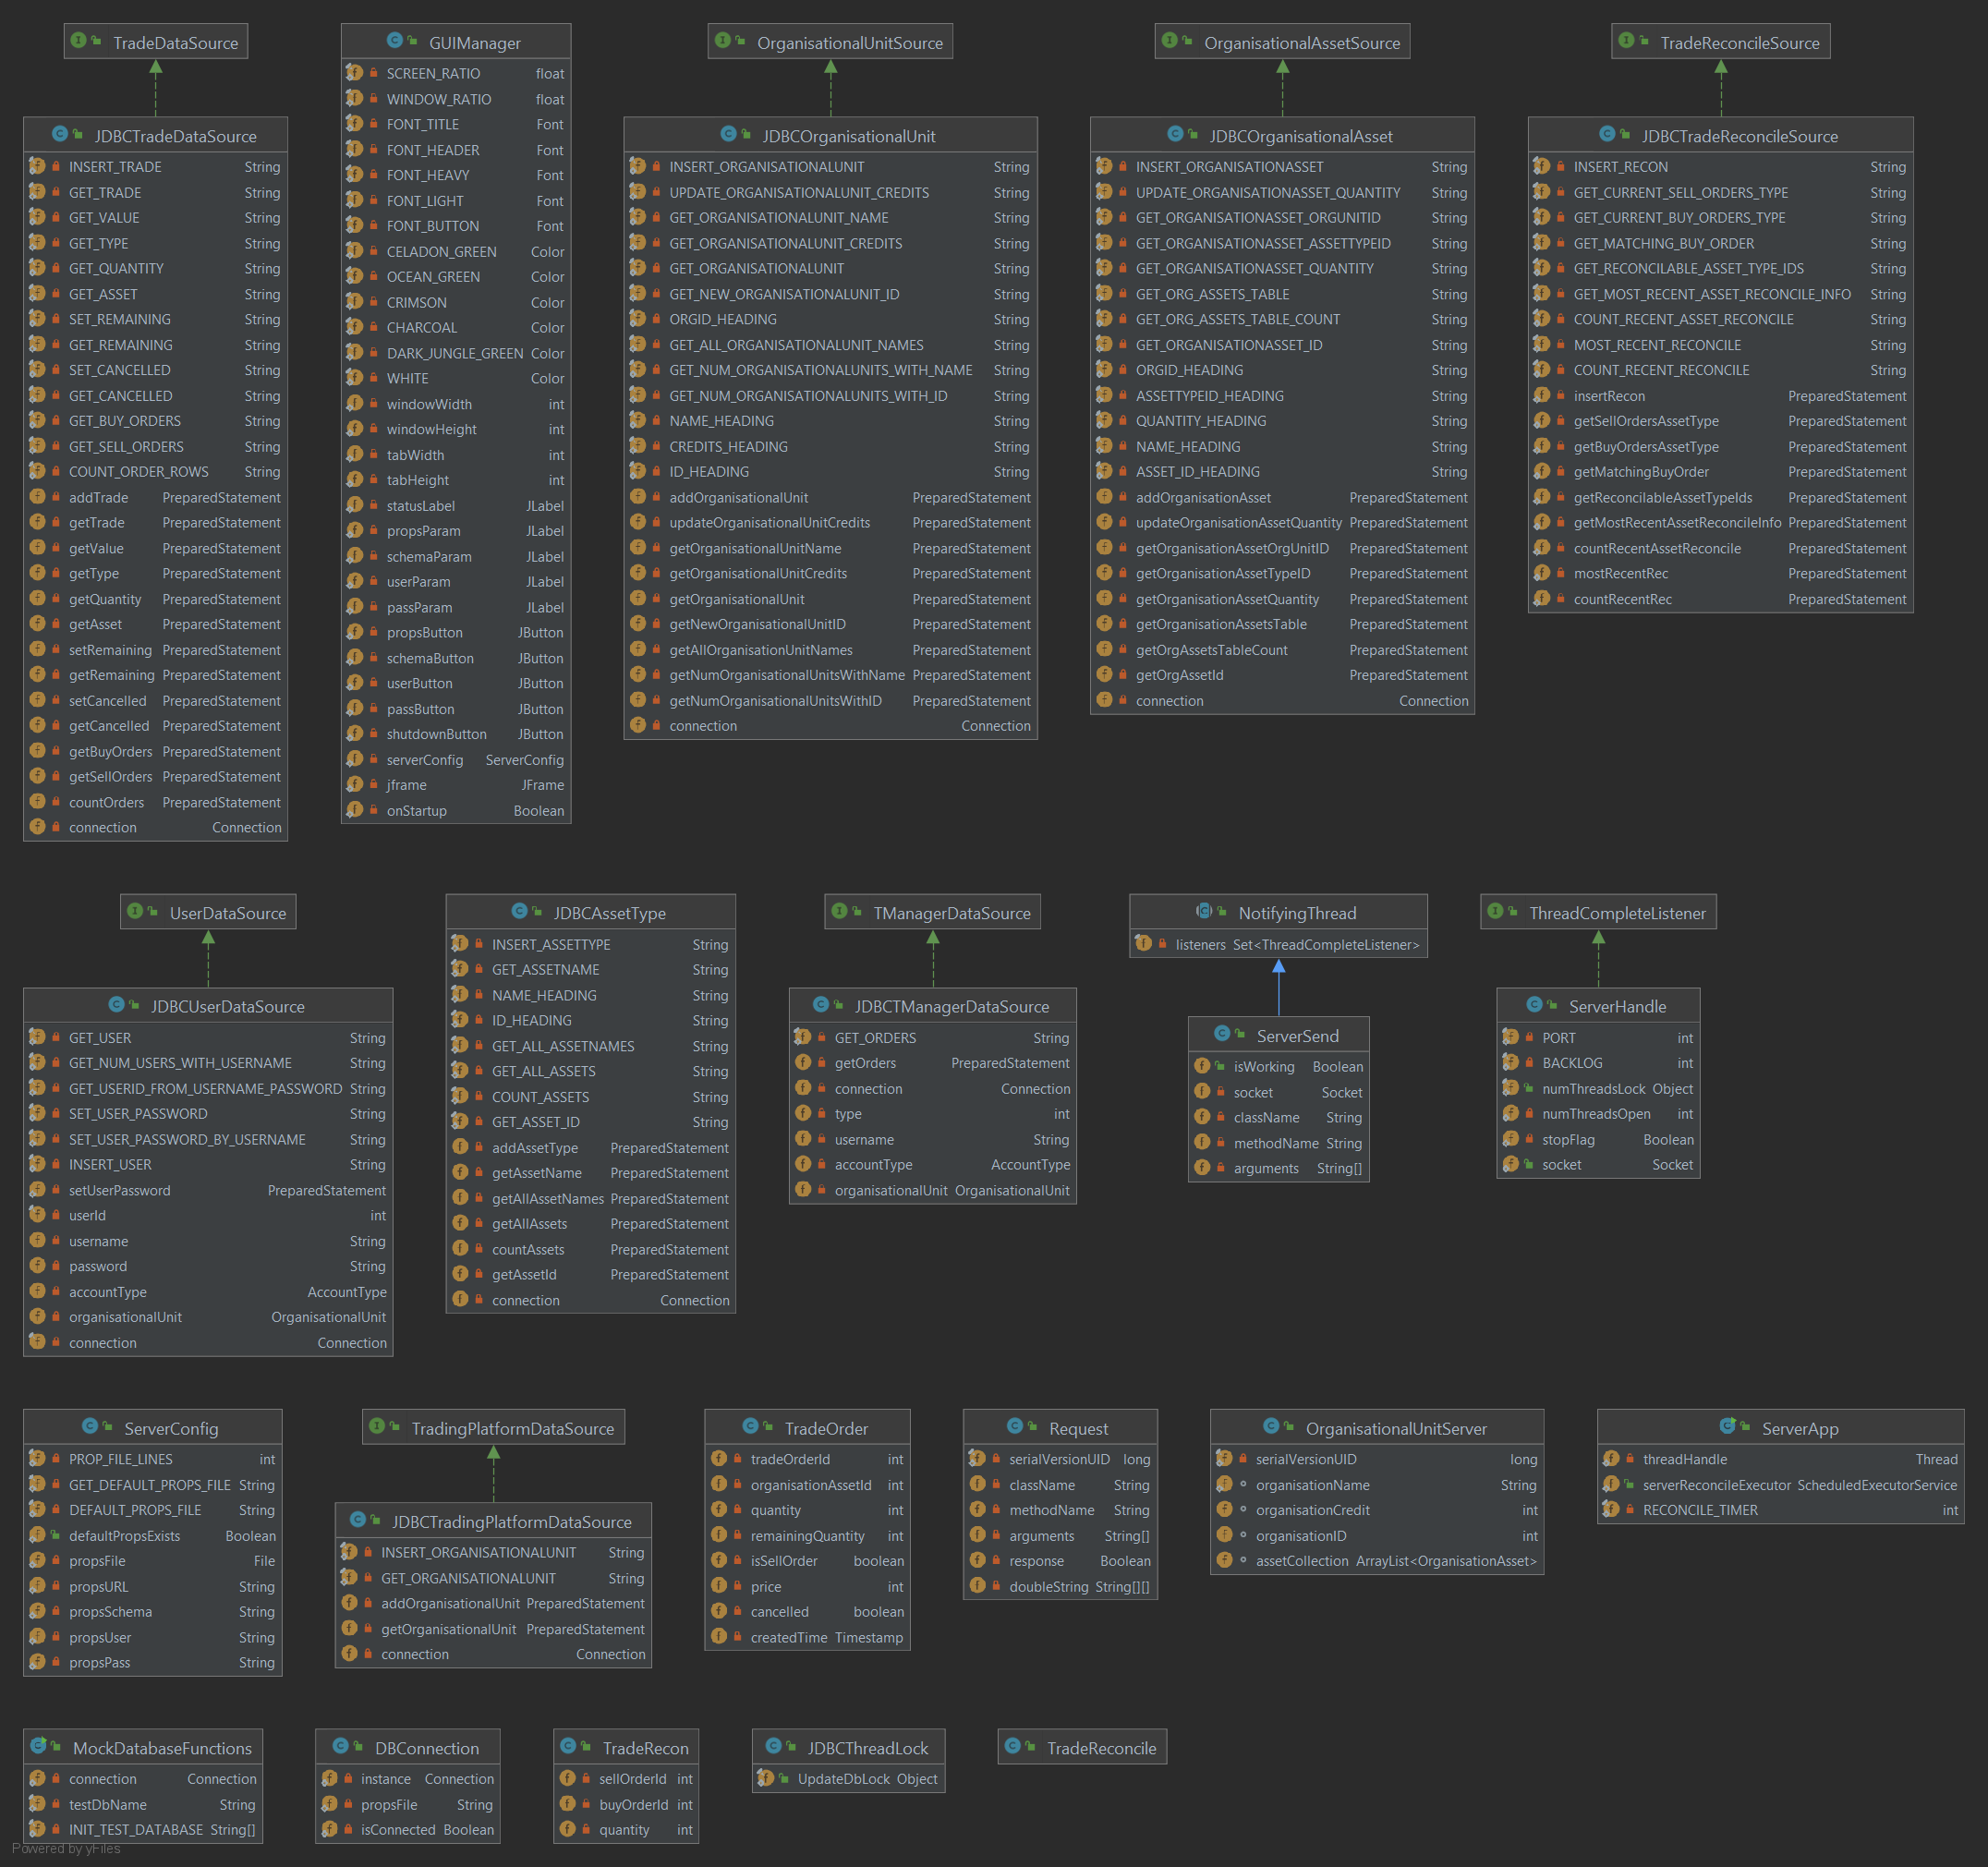 TradeDataSource
JDBCTradeDataSource
INSERT_TRADE String
GET_TRADE String
GET_VALUE String
GET_TYPE String
GET_QUANTITY String
GET_ASSET String
SET_REMAINING String
GET_REMAINING String
SET_CANCELLED String
GET_CANCELLED String
GET_BUY_ORDERS String
GET_SELL_ORDERS String
COUNT_ORDER_ROWS String
addTrade PreparedStatement
getTrade PreparedStatement
getValue PreparedStatement
getType PreparedStatement
getQuantity PreparedStatement
getAsset PreparedStatement
setRemaining PreparedStatement
getRemaining PreparedStatement
setCancelled PreparedStatement
getCancelled PreparedStatement
getBuyOrders PreparedStatement
getSellOrders PreparedStatement
countOrders PreparedStatement
connection Connection
GUIManager
SCREEN_RATIO float
WINDOW_RATIO float
FONT_TITLE Font
FONT_HEADER Font
FONT_HEAVY Font
FONT_LIGHT Font
FONT_BUTTON Font
CELADON_GREEN Color
OCEAN_GREEN Color
CRIMSON Color
CHARCOAL Color
DARK_JUNGLE_GREEN Color
WHITE Color
windowWidth int
windowHeight int
tabWidth int
tabHeight int
statusLabel JLabel
propsParam JLabel
schemaParam JLabel
userParam JLabel
passParam JLabel
propsButton JButton
schemaButton JButton
userButton JButton
passButton JButton
shutdownButton JButton
serverConfig ServerConfig
jframe JFrame
onStartup Boolean
OrganisationalUnitSource
JDBCOrganisationalUnit
INSERT_ORGANISATIONALUNIT String
UPDATE_ORGANISATIONALUNIT_CREDITS String
GET_ORGANISATIONALUNIT_NAME String
GET_ORGANISATIONALUNIT_CREDITS String
GET_ORGANISATIONALUNIT String
GET_NEW_ORGANISATIONALUNIT_ID String
ORGID_HEADING String
GET_ALL_ORGANISATIONALUNIT_NAMES String
GET_NUM_ORGANISATIONALUNITS_WITH_NAME String
GET_NUM_ORGANISATIONALUNITS_WITH_ID String
NAME_HEADING String
CREDITS_HEADING String
ID_HEADING String
addOrganisationalUnit PreparedStatement
updateOrganisationalUnitCredits PreparedStatement
getOrganisationalUnitName PreparedStatement
getOrganisationalUnitCredits PreparedStatement
getOrganisationalUnit PreparedStatement
getNewOrganisationalUnitID PreparedStatement
getAllOrganisationUnitNames PreparedStatement
getNumOrganisationalUnitsWithName PreparedStatement
getNumOrganisationalUnitsWithID PreparedStatement
connection Connection
OrganisationalAssetSource
JDBCOrganisationalAsset
INSERT_ORGANISATIONASSET String
UPDATE_ORGANISATIONASSET_QUANTITY String
GET_ORGANISATIONASSET_ORGUNITID String
GET_ORGANISATIONASSET_ASSETTYPEID String
GET_ORGANISATIONASSET_QUANTITY String
GET_ORG_ASSETS_TABLE String
GET_ORG_ASSETS_TABLE_COUNT String
GET_ORGANISATIONASSET_ID String
ORGID_HEADING String
ASSETTYPEID_HEADING String
QUANTITY_HEADING String
NAME_HEADING String
ASSET_ID_HEADING String
addOrganisationAsset PreparedStatement
updateOrganisationAssetQuantity PreparedStatement
getOrganisationAssetOrgUnitID PreparedStatement
getOrganisationAssetTypeID PreparedStatement
getOrganisationAssetQuantity PreparedStatement
getOrganisationAssetsTable PreparedStatement
getOrgAssetsTableCount PreparedStatement
getOrgAssetId PreparedStatement
connection Connection
TradeReconcileSource
JDBCTradeReconcileSource
INSERT_RECON String
GET_CURRENT_SELL_ORDERS_TYPE String
GET_CURRENT_BUY_ORDERS_TYPE String
GET_MATCHING_BUY_ORDER String
GET_RECONCILABLE_ASSET_TYPE_IDS String
GET_MOST_RECENT_ASSET_RECONCILE_INFO String
COUNT_RECENT_ASSET_RECONCILE String
MOST_RECENT_RECONCILE String
COUNT_RECENT_RECONCILE String
insertRecon PreparedStatement
getSellOrdersAssetType PreparedStatement
getBuyOrdersAssetType PreparedStatement
getMatchingBuyOrder PreparedStatement
getReconcilableAssetTypeIds PreparedStatement
getMostRecentAssetReconcileInfo PreparedStatement
countRecentAssetReconcile PreparedStatement
mostRecentRec PreparedStatement
countRecentRec PreparedStatement
UserDataSource
JDBCUserDataSource
GET_USER String
GET_NUM_USERS_WITH_USERNAME String
GET_USERID_FROM_USERNAME_PASSWORD String
SET_USER_PASSWORD String
SET_USER_PASSWORD_BY_USERNAME String
INSERT_USER String
setUserPassword PreparedStatement
userId int
username String
password String
accountType AccountType
organisationalUnit OrganisationalUnit
connection Connection
JDBCAssetType
INSERT_ASSETTYPE String
GET_ASSETNAME String
NAME_HEADING String
ID_HEADING String
GET_ALL_ASSETNAMES String
GET_ALL_ASSETS String
COUNT_ASSETS String
GET_ASSET_ID String
addAssetType PreparedStatement
getAssetName PreparedStatement
getAllAssetNames PreparedStatement
getAllAssets PreparedStatement
countAssets PreparedStatement
getAssetId PreparedStatement
connection Connection
TManagerDataSource
JDBCTManagerDataSource
GET_ORDERS String
getOrders PreparedStatement
connection Connection
type int
username String
accountType AccountType
organisationalUnit OrganisationalUnit
NotifyingThread
listeners Set<ThreadCompleteListener>
ServerSend
isWorking Boolean
socket Socket
className String
methodName String
arguments String[]
ThreadCompleteListener
ServerHandle
PORT int
BACKLOG int
numThreadsLock Object
numThreadsOpen int
stopFlag Boolean
socket Socket
ServerConfig
PROP_FILE_LINES int
GET_DEFAULT_PROPS_FILE String
DEFAULT_PROPS_FILE String
defaultPropsExists Boolean
propsFile File
propsURL String
propsSchema String
propsUser String
propsPass String
TradingPlatformDataSource
JDBCTradingPlatformDataSource
INSERT_ORGANISATIONALUNIT String
GET_ORGANISATIONALUNIT String
addOrganisationalUnit PreparedStatement
getOrganisationalUnit PreparedStatement
connection Connection
TradeOrder
tradeOrderId int
organisationAssetId int
quantity int
remainingQuantity int
isSellOrder boolean
price int
cancelled boolean
createdTime Timestamp
Request
serialVersionUID long
className String
methodName String
arguments String[]
response Boolean
doubleString String[][]
OrganisationalUnitServer
serialVersionUID long
organisationName String
organisationCredit int
organisationID int
assetCollection ArrayList<OrganisationAsset>
ServerApp
threadHandle Thread
serverReconcileExecutor ScheduledExecutorService
RECONCILE_TIMER int
MockDatabaseFunctions
connection Connection
testDbName String
INIT_TEST_DATABASE String[]
DBConnection
instance Connection
propsFile String
isConnected Boolean
TradeRecon
sellOrderId int
buyOrderId int
quantity int
JDBCThreadLock
UpdateDbLock Object
TradeReconcile
Powered by yFiles